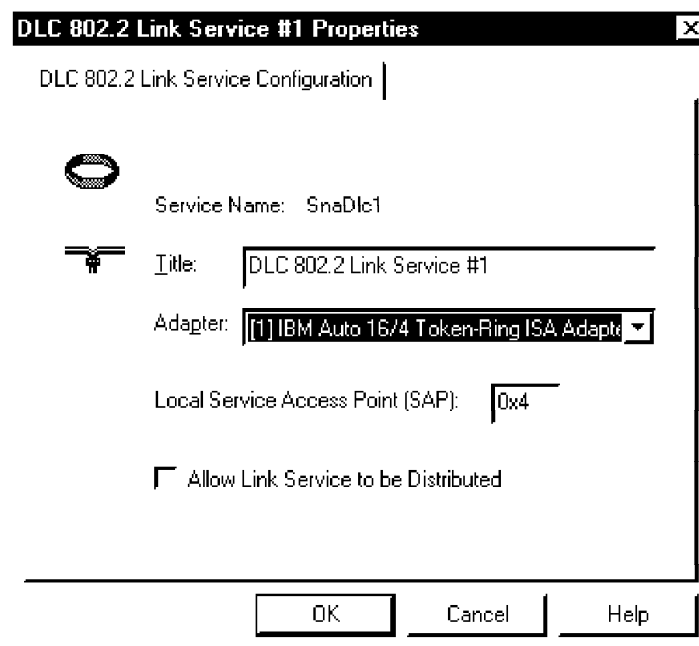 DLC 802.2 Link Service #1 Properties
DLC 802.2 Link Service Configuration
Service Name: SnaDlc1
Title: DLC 802.2 Link Service #1
Adapter: [1] IBM Auto 16/4 Token-Ring ISA Adapte
Local Service Access Point (SAP): 0x4
Allow Link Service to be Distributed
OK Cancel Help